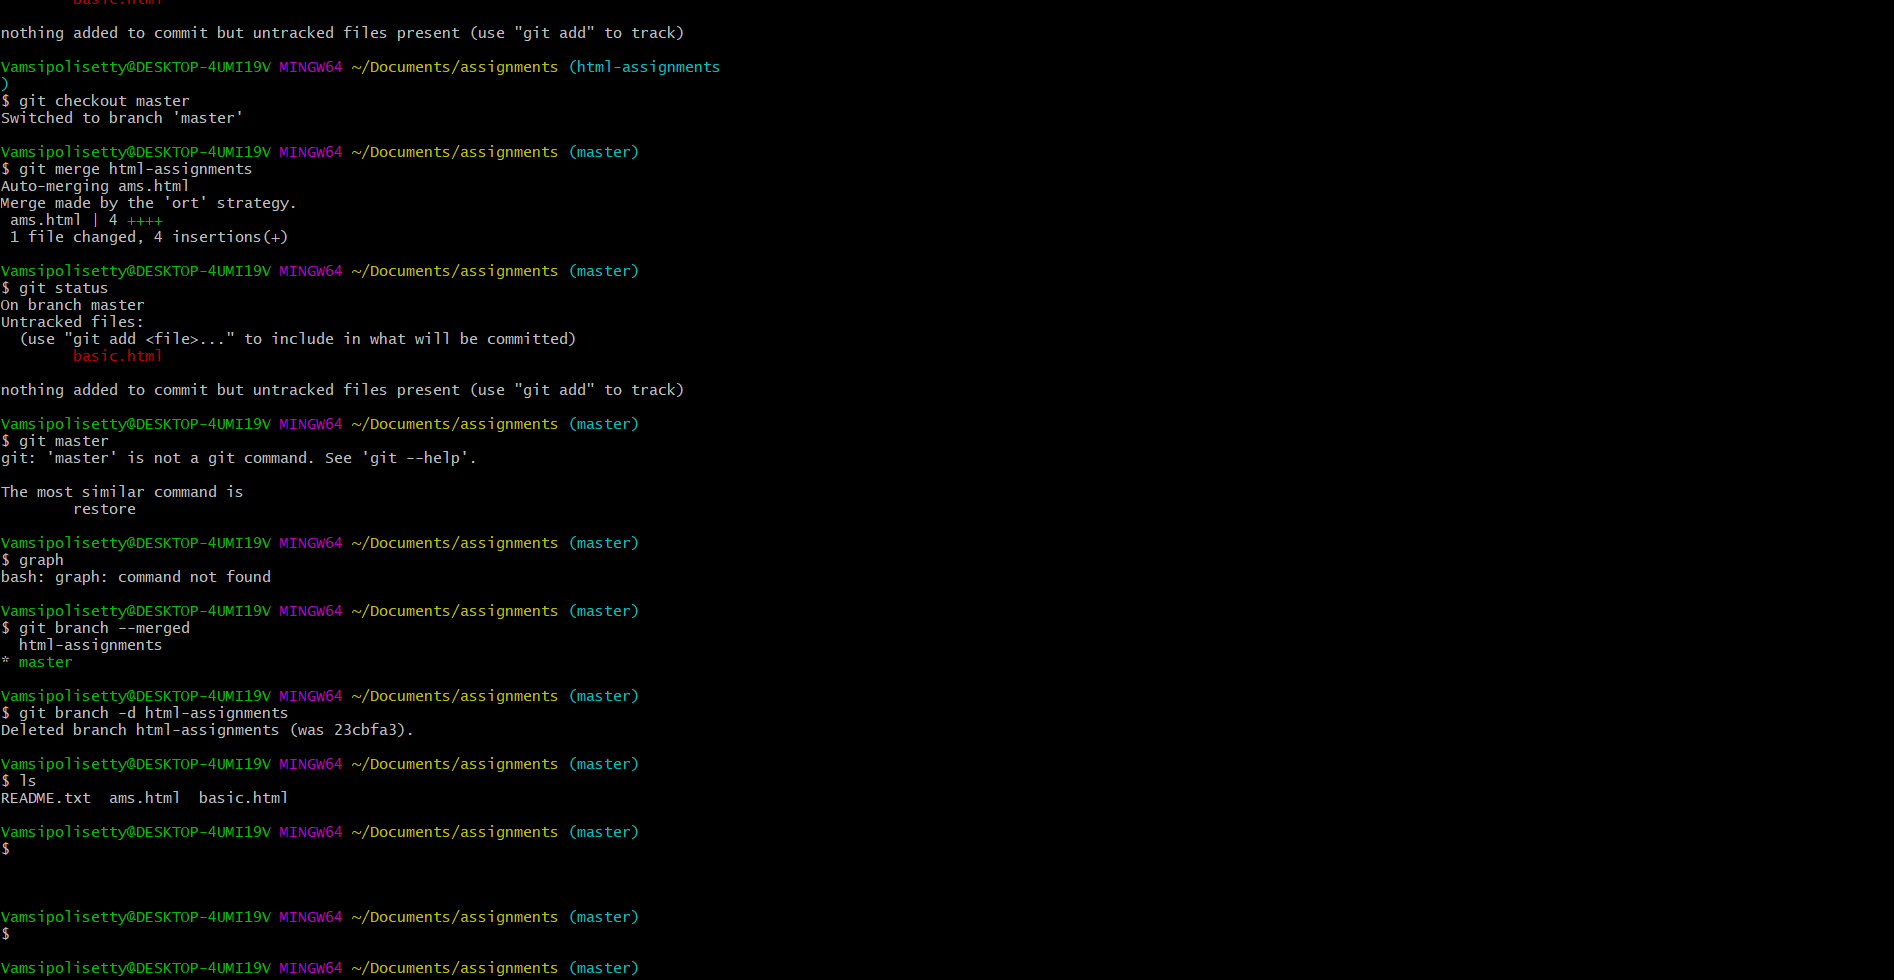 basic.html
nothing added to commit but untracked files present (use "git add" to track)
Vamsipolisetty@DESKTOP-4UMI19V MINGW64 ~/Documents/assignments (html-assignments
)
$ git checkout master
Switched to branch 'master'
Vamsipolisetty@DESKTOP-4UMI19V MINGW64 ~/Documents/assignments (master)
$ git merge html-assignments
Auto-merging ams.html
Merge made by the 'ort' strategy.
 ams.html | 4 ++++
 1 file changed, 4 insertions(+)
Vamsipolisetty@DESKTOP-4UMI19V MINGW64 ~/Documents/assignments (master)
$ git status
On branch master
Untracked files:
  (use "git add <file>..." to include in what will be committed)
        basic.html
nothing added to commit but untracked files present (use "git add" to track)
Vamsipolisetty@DESKTOP-4UMI19V MINGW64 ~/Documents/assignments (master)
$ git master
git: 'master' is not a git command. See 'git --help'.
The most similar command is
        restore
Vamsipolisetty@DESKTOP-4UMI19V MINGW64 ~/Documents/assignments (master)
$ graph
bash: graph: command not found
Vamsipolisetty@DESKTOP-4UMI19V MINGW64 ~/Documents/assignments (master)
$ git branch --merged
  html-assignments
* master
Vamsipolisetty@DESKTOP-4UMI19V MINGW64 ~/Documents/assignments (master)
$ git branch -d html-assignments
Deleted branch html-assignments (was 23cbfa3).
Vamsipolisetty@DESKTOP-4UMI19V MINGW64 ~/Documents/assignments (master)
$ ls
README.txt  ams.html  basic.html
Vamsipolisetty@DESKTOP-4UMI19V MINGW64 ~/Documents/assignments (master)
$
Vamsipolisetty@DESKTOP-4UMI19V MINGW64 ~/Documents/assignments (master)
$
Vamsipolisetty@DESKTOP-4UMI19V MINGW64 ~/Documents/assignments (master)